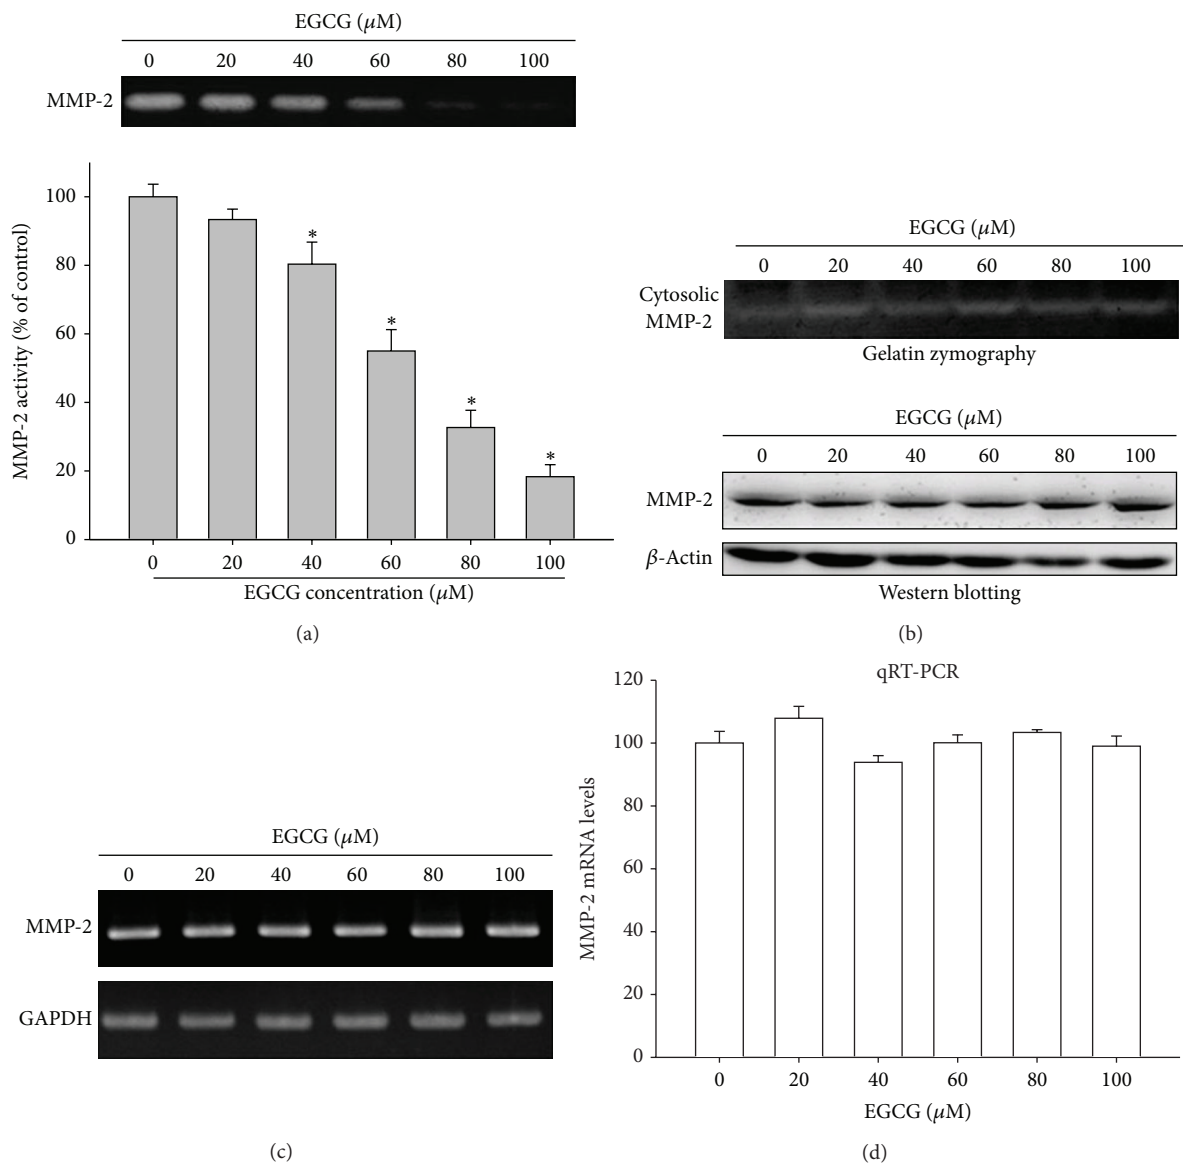 EGCG (μM)
0 20 40 60 80 100
MMP-2
MMP-2 activity (% of control)
100
80
60
40
20
0
* * * *
0 20 40 60 80 100
EGCG concentration (μM)
(a)
EGCG (μM)
0 20 40 60 80 100
Cytosolic
MMP-2
Gelatin zymography
EGCG (μM)
0 20 40 60 80 100
MMP-2
β-Actin
Western blotting
(b)
EGCG (μM)
0 20 40 60 80 100
MMP-2
GAPDH
(c)
qRT-PCR
MMP-2 mRNA levels
120
100
80
60
40
20
0
0 20 40 60 80 100
EGCG (μM)
(d)